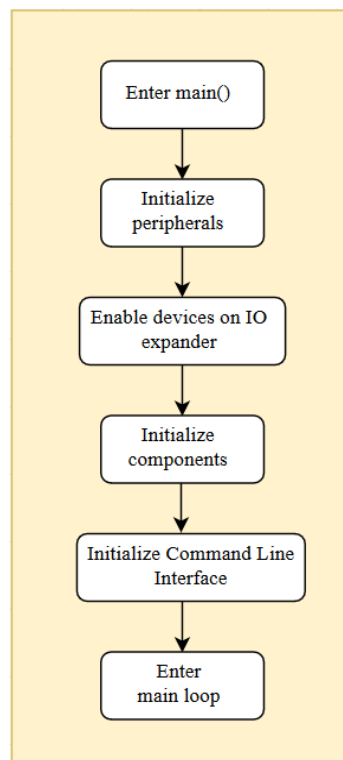 Enter main()
Initialize
peripherals
Enable devices on IO
expander
Initialize
components
Initialize Command Line
Interface
Enter
main loop